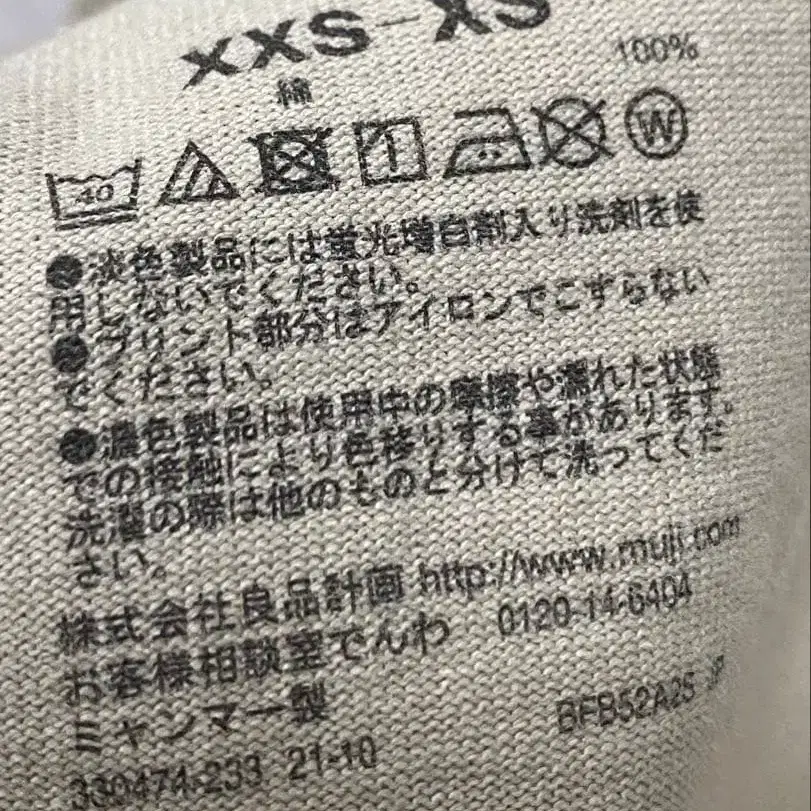 XXS-XS
綿 100%
40 1 W
●淡色製品には蛍光増白剤入り洗剤を使
用しないでください。
●プリント部分はアイロンでこすらない
でください。
●濃色製品は使用中の摩擦や濡れた状態
での接触により色移りする事があります。
洗濯の際は他のものと分けて洗ってくだ
さい。
株式会社良品計画 http://www.muji.com
お客様相談室でんわ 0120-14-6404
ミャンマー製
BFB52A25 JP
330474-233 21-10